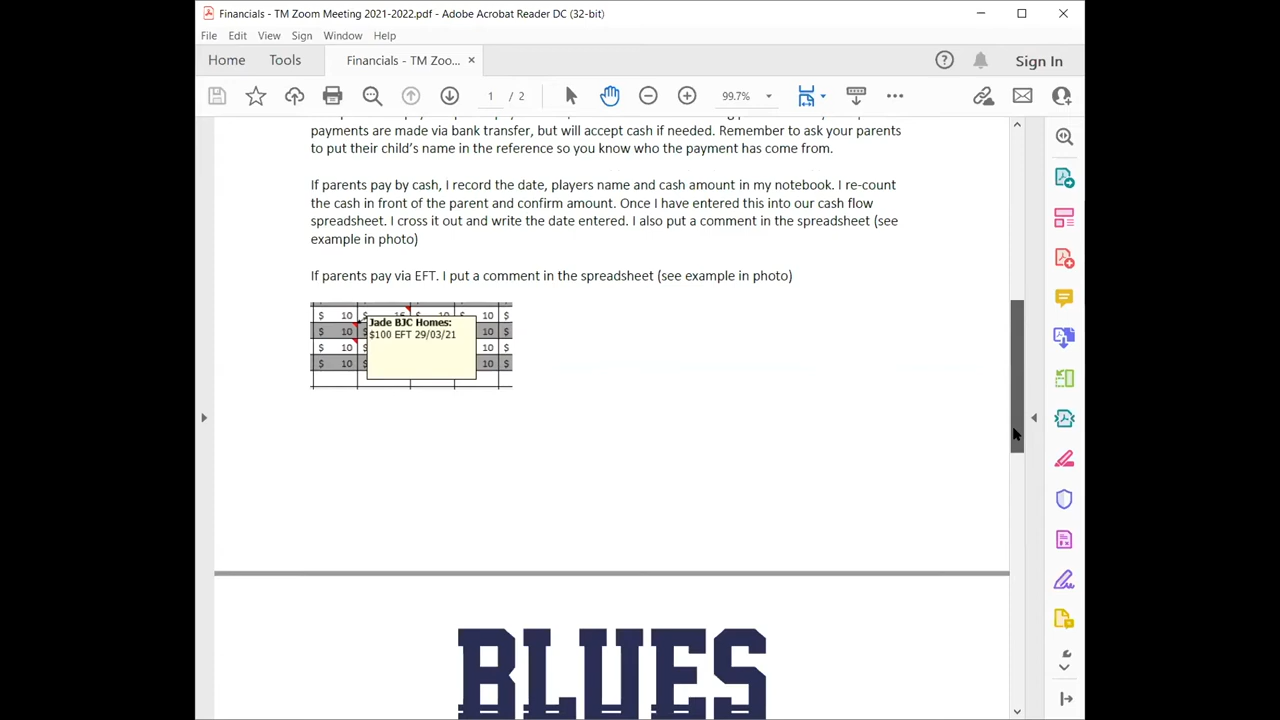 Financials - TM Zoom Meeting 2021-2022.pdf - Adobe Acrobat Reader DC (32-bit)
File Edit View Sign Window Help
Home Tools Financials - TM Zoo... × Sign In
1 / 2 99.7%
payments are made via bank transfer, but will accept cash if needed. Remember to ask your parents
to put their child's name in the reference so you know who the payment has come from.
If parents pay by cash, I record the date, players name and cash amount in my notebook. I re-count
the cash in front of the parent and confirm amount. Once I have entered this into our cash flow
spreadsheet. I cross it out and write the date entered. I also put a comment in the spreadsheet (see
example in photo)
If parents pay via EFT. I put a comment in the spreadsheet (see example in photo)
$ 10 $ 10 $
Jade BJC Homes:
$ 10 $ 10 $
$100 EFT 29/03/21
$ 10 $ 10 $
$ 10 $ 10 $
BLUES